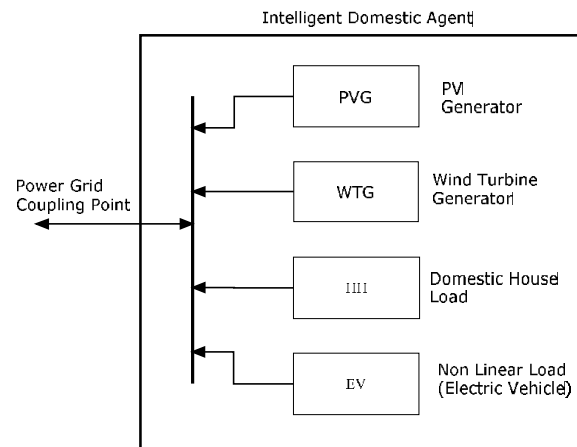 Intelligent Domestic Agent
PVG
PV
Generator
Power Grid
Coupling Point
WTG
Wind Turbine
Generator
HH
Domestic House
Load
EV
Non Linear Load
(Electric Vehicle)